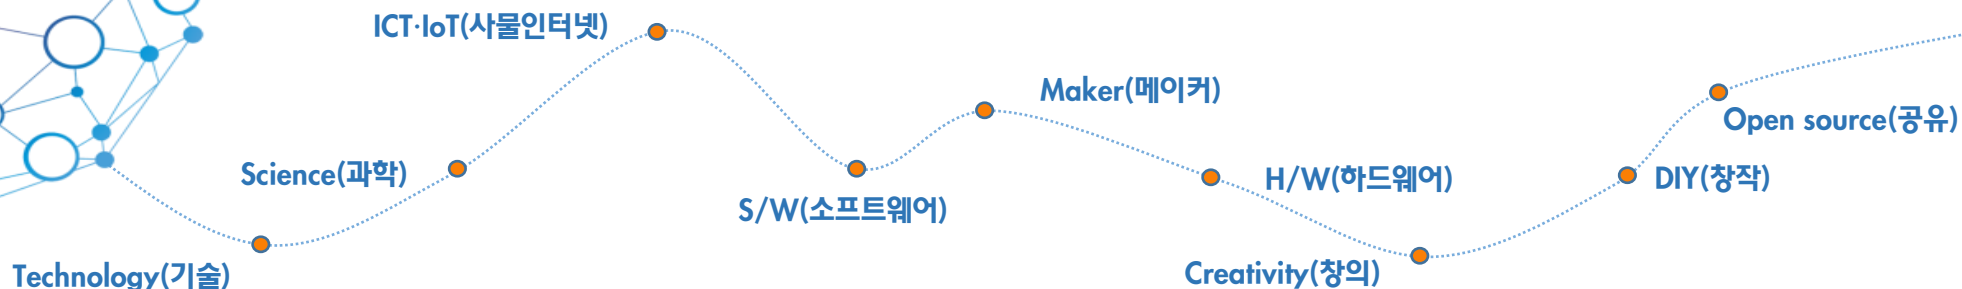 Technology(기술)
Science(과학)
ICT·IoT(사물인터넷)
S/W(소프트웨어)
Maker(메이커)
H/W(하드웨어)
Creativity(창의)
DIY(창작)
Open source(공유)